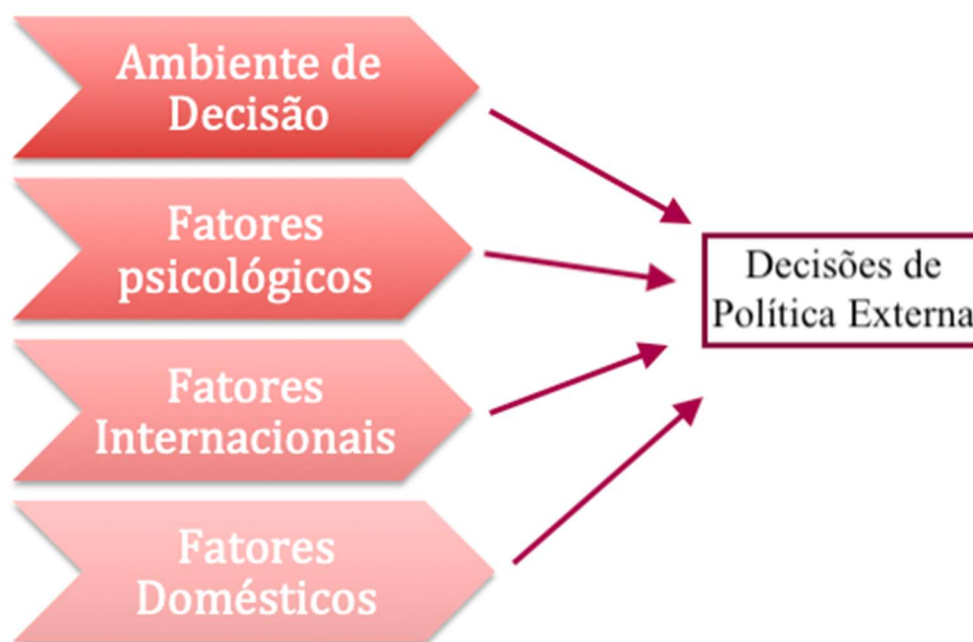 Ambiente de
Decisão
Fatores
psicológicos
Fatores
Internacionais
Fatores
Domésticos
Decisões de
Política Externa